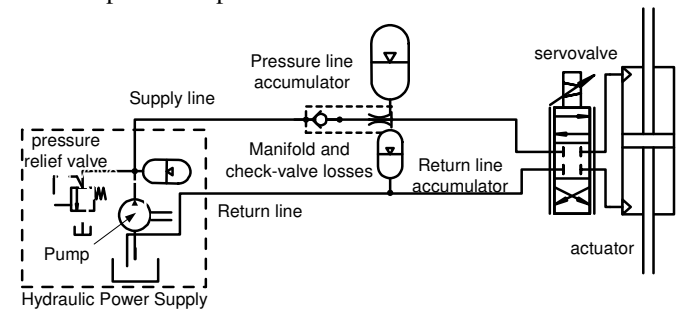 Pressure line
accumulator
servovalve
Supply line
pressure
relief valve
Manifold and
check-valve losses
Return line
accumulator
Return line
Pump
actuator
Hydraulic Power Supply